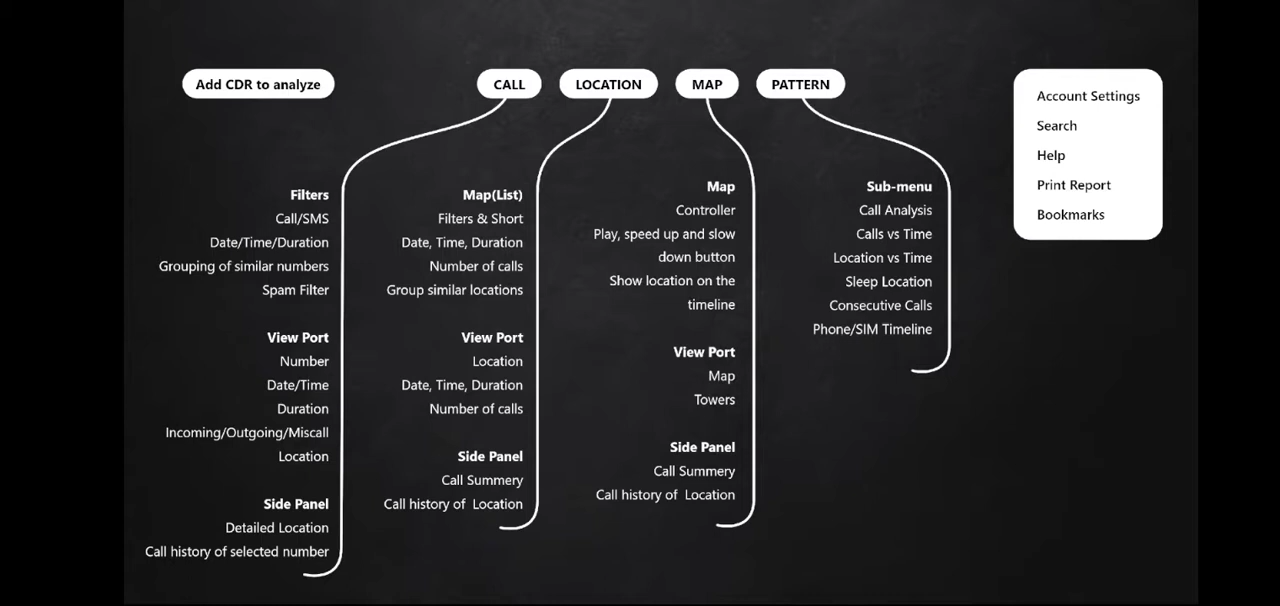 Add CDR to analyze
CALL
LOCATION
MAP
PATTERN
Account Settings
Search
Help
Print Report
Bookmarks
Filters
Call/SMS
Date/Time/Duration
Grouping of similar numbers
Spam Filter
View Port
Number
Date/Time
Duration
Incoming/Outgoing/Miscall
Location
Side Panel
Detailed Location
Call history of selected number
Map(List)
Filters & Short
Date, Time, Duration
Number of calls
Group similar locations
View Port
Location
Date, Time, Duration
Number of calls
Side Panel
Call Summery
Call history of Location
Map
Controller
Play, speed up and slow
down button
Show location on the
timeline
View Port
Map
Towers
Side Panel
Call Summery
Call history of Location
Sub-menu
Call Analysis
Calls vs Time
Location vs Time
Sleep Location
Consecutive Calls
Phone/SIM Timeline